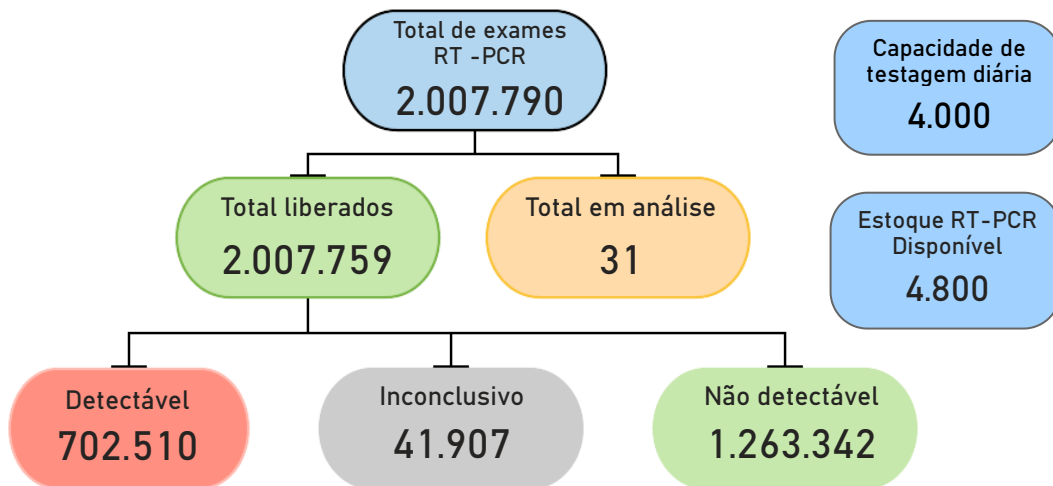 Total de exames
RT -PCR
2.007.790
Capacidade de
testagem diária
4.000
Total liberados
2.007.759
Total em análise
31
Estoque RT-PCR
Disponível
4.800
Detectável
702.510
Inconclusivo
41.907
Não detectável
1.263.342